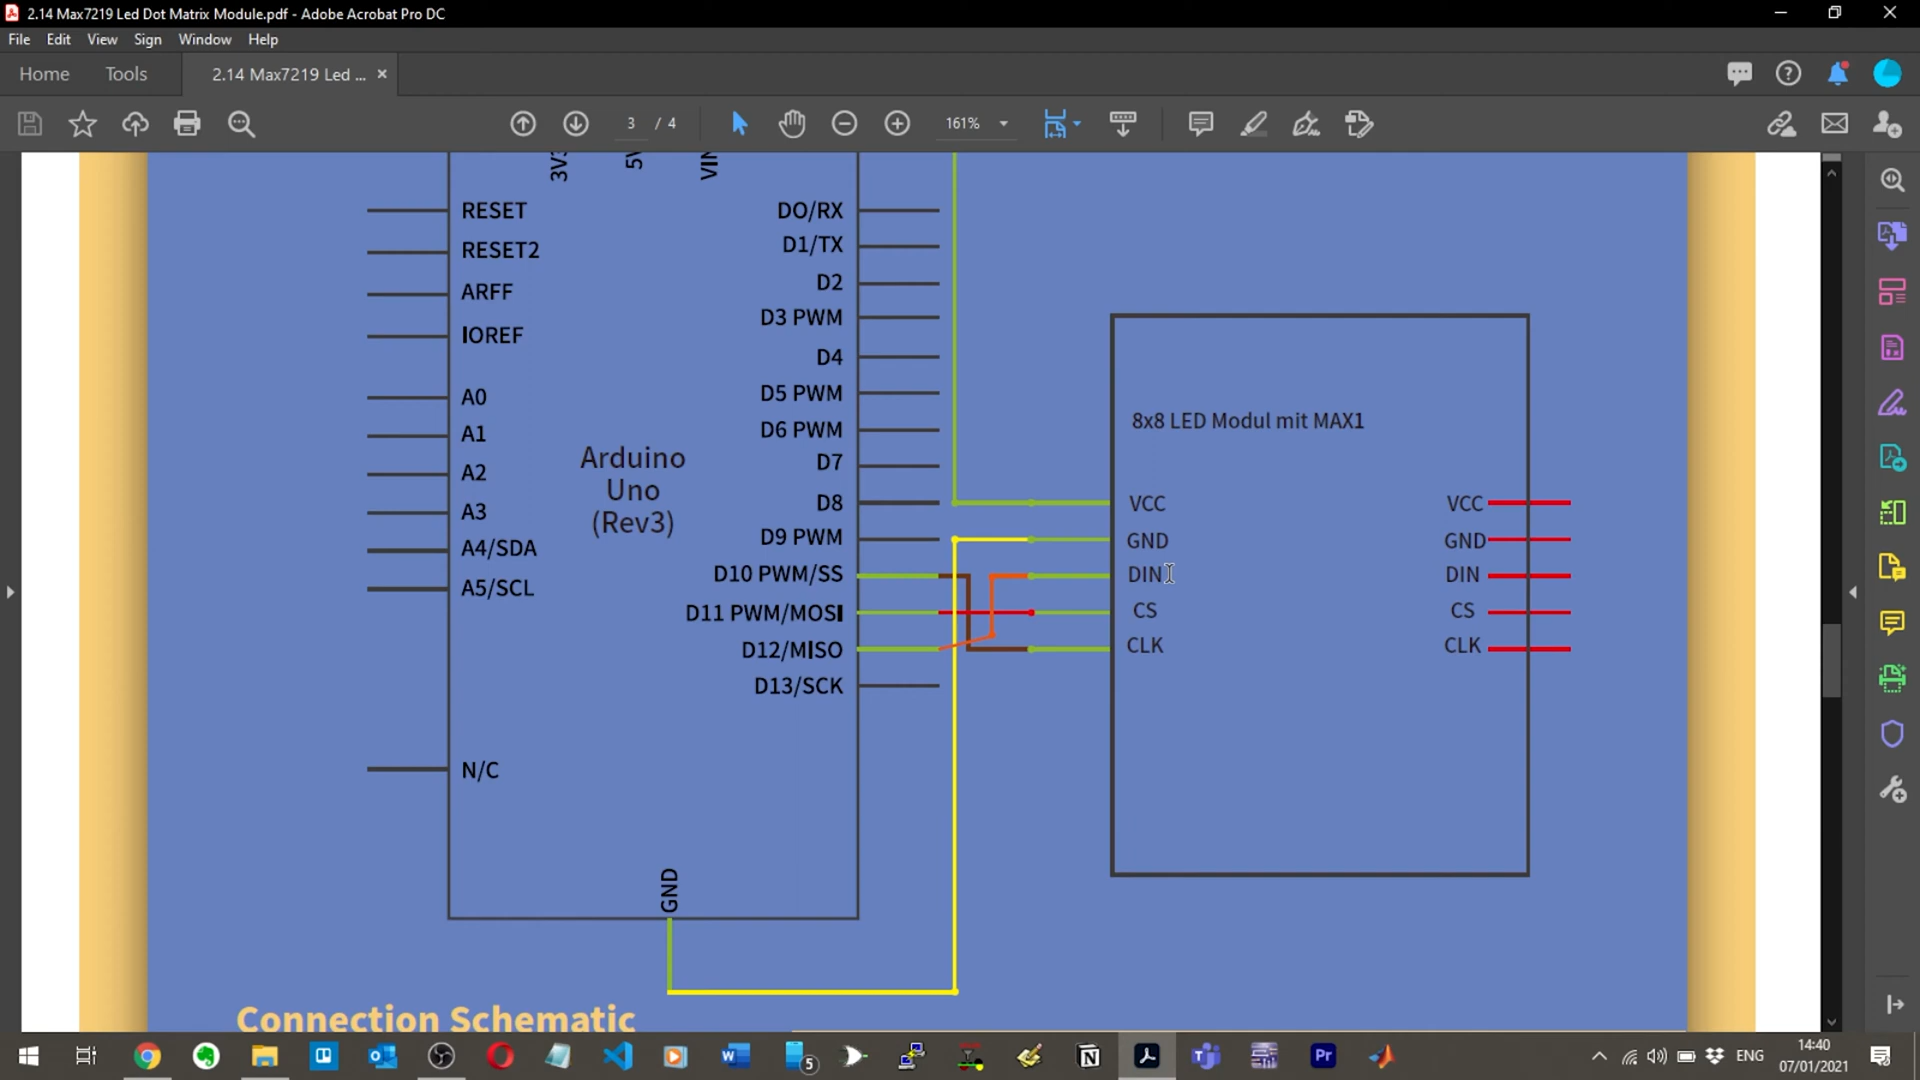 2.14 Max7219 Led Dot Matrix Module.pdf - Adobe Acrobat Pro DC
File Edit View Sign Window Help
Home Tools 2.14 Max7219 Led ... ×
3 / 4 161%
3V3 5V VIN
RESET DO/RX
RESET2 D1/TX
ARFF D2
IOREF D3 PWM
D4
A0 D5 PWM
A1 D6 PWM
A2 D7
A3 D8
A4/SDA D9 PWM
A5/SCL D10 PWM/SS
D11 PWM/MOSI
D12/MISO
D13/SCK
N/C
Arduino
Uno
(Rev3)
GND
8x8 LED Modul mit MAX1
VCC VCC
GND GND
DIN DIN
CS CS
CLK CLK
Connection Schematic
5
ENG
14:40
07/01/2021